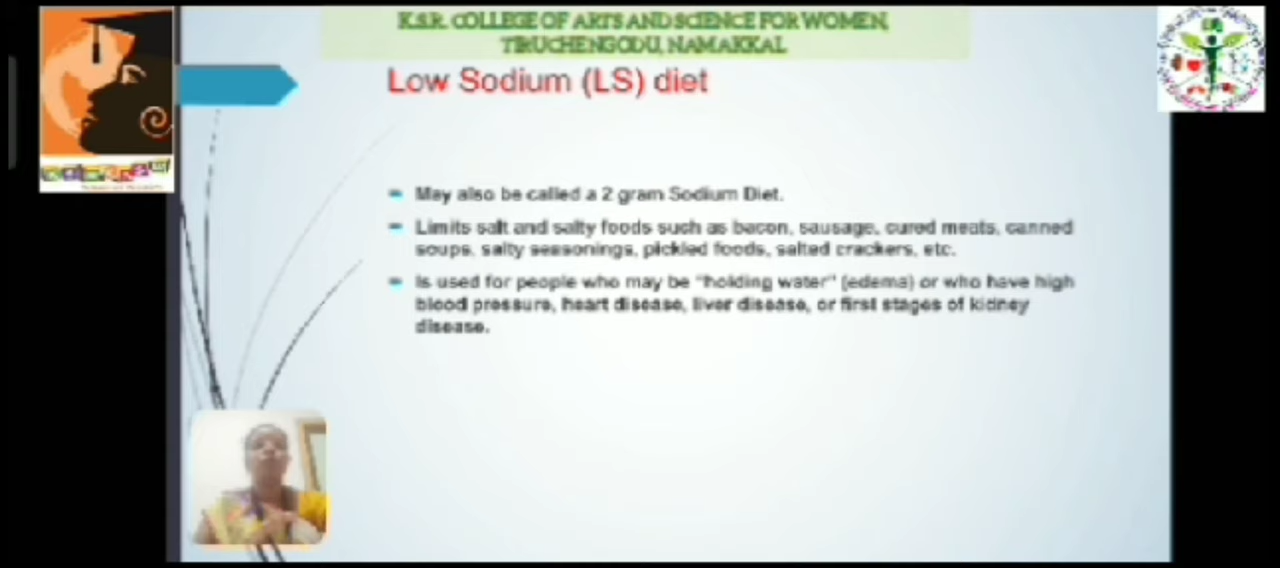 K.S.R. COLLEGE OF ARTS AND SCIENCE FOR WOMEN,
TIRUCHENGODU, NAMAKKAL
Low Sodium (LS) diet
May also be called a 2 gram Sodium Diet.
Limits salt and salty foods such as bacon, sausage, cured meats, canned
soups, salty seasonings, pickled foods, salted crackers, etc.
Is used for people who may be "holding water" (edema) or who have high
blood pressure, heart disease, liver disease, or first stages of kidney
disease.